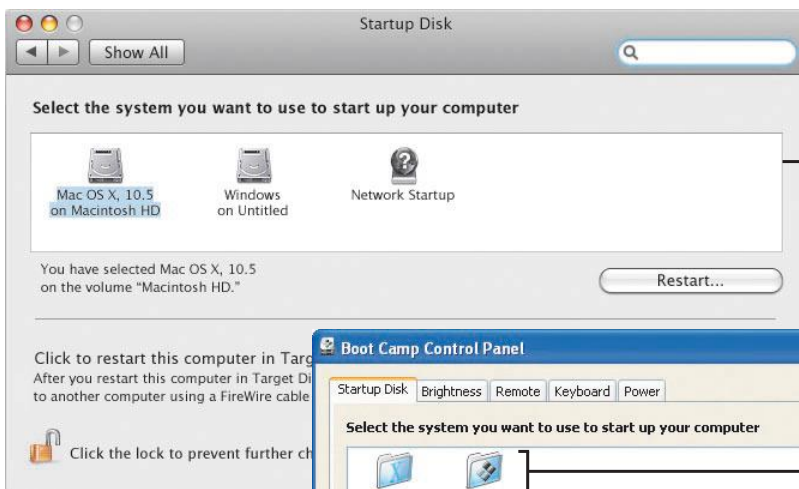 Startup Disk
Show All
Select the system you want to use to start up your computer
Mac OS X, 10.5
on Macintosh HD
Windows
on Untitled
Network Startup
You have selected Mac OS X, 10.5
on the volume “Macintosh HD.”
Restart...
Click to restart this computer in Targ
After you restart this computer in Target Di
to another computer using a FireWire cable
Click the lock to prevent further ch
Boot Camp Control Panel
Startup Disk Brightness Remote Keyboard Power
Select the system you want to use to start up your computer